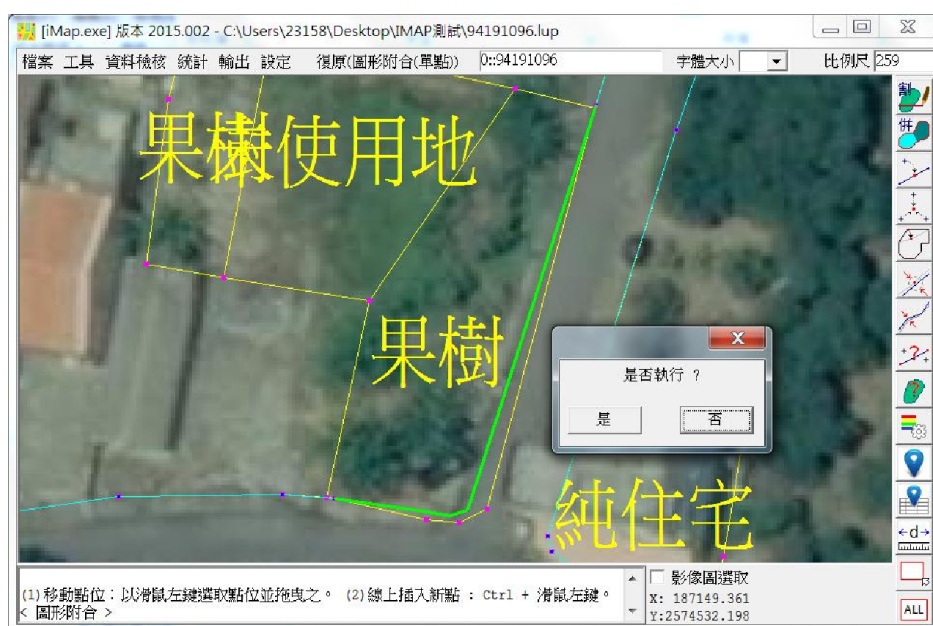 [iMap.exe] 版本 2015.002 - C:\Users\23158\Desktop\IMAP測試\94191096.lup
檔案 工具 資料檢核 統計 輸出 設定 復原(圖形附合(單點)) 0::94191096 字體大小 比例尺 259
果樹使用地
果樹
純住宅
是否執行 ?
是 否
割
併
d
ALL
(1)移動點位:以滑鼠左鍵選取點位並拖曳之。 (2)線上插入新點 : Ctrl + 滑鼠左鍵。
< 圖形附合 >
影像圖選取
X: 187149.361
Y:2574532.198